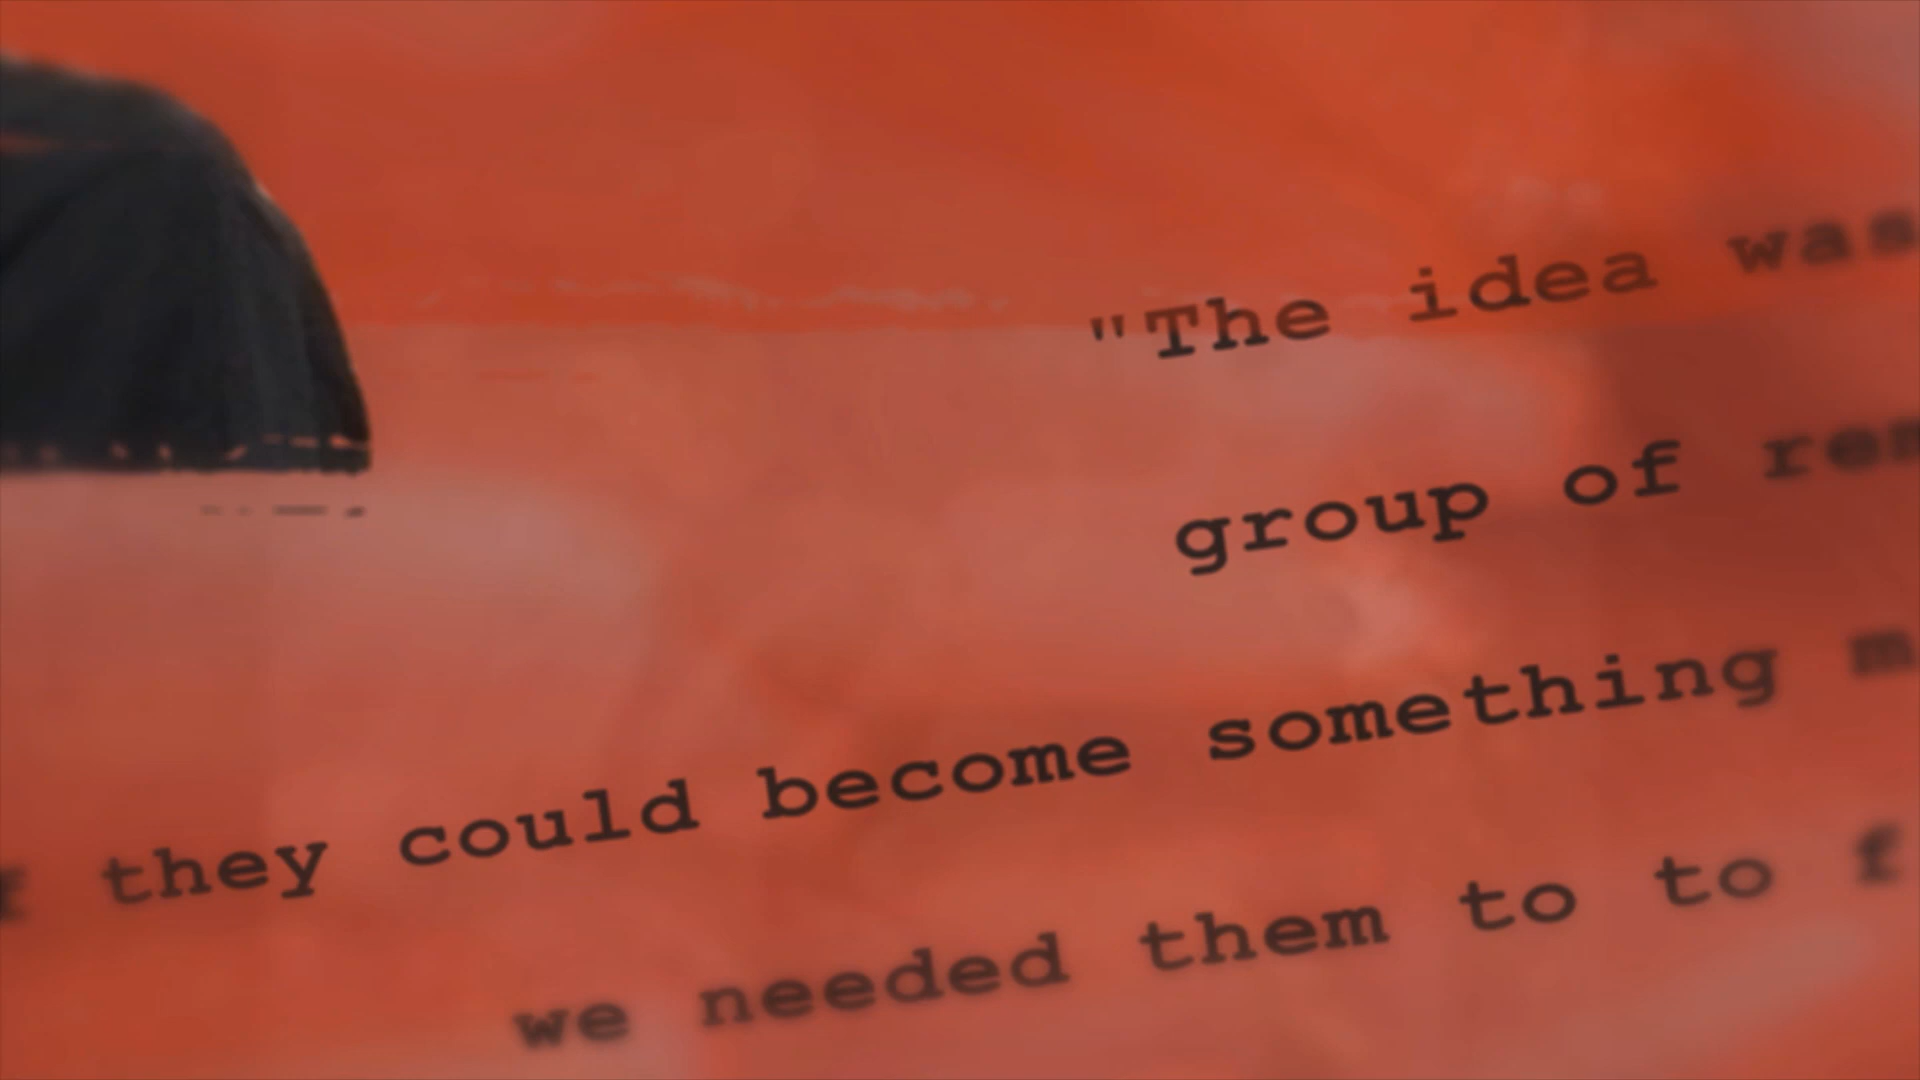 "The idea was
group of
they could become something
we needed them to to